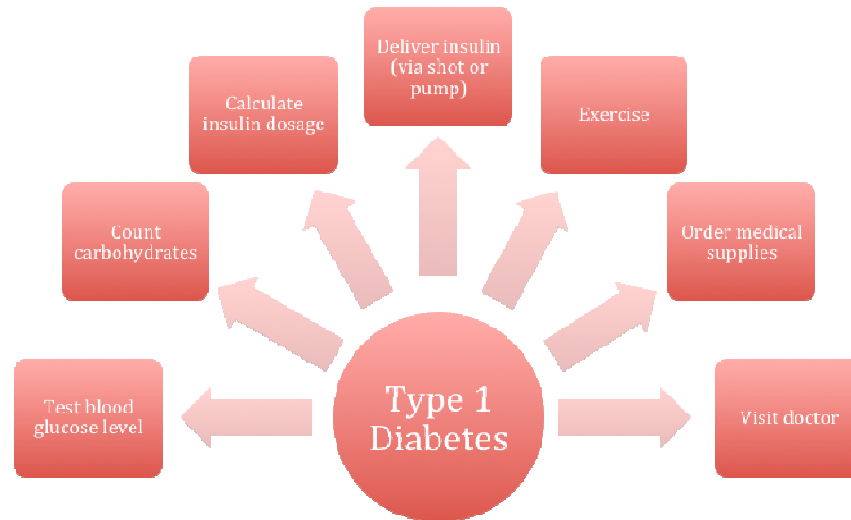 Deliver insulin
(via shot or
pump)
Calculate
insulin dosage
Exercise
Count
carbohydrates
Order medical
supplies
Test blood
glucose level
Type 1
Diabetes
Visit doctor